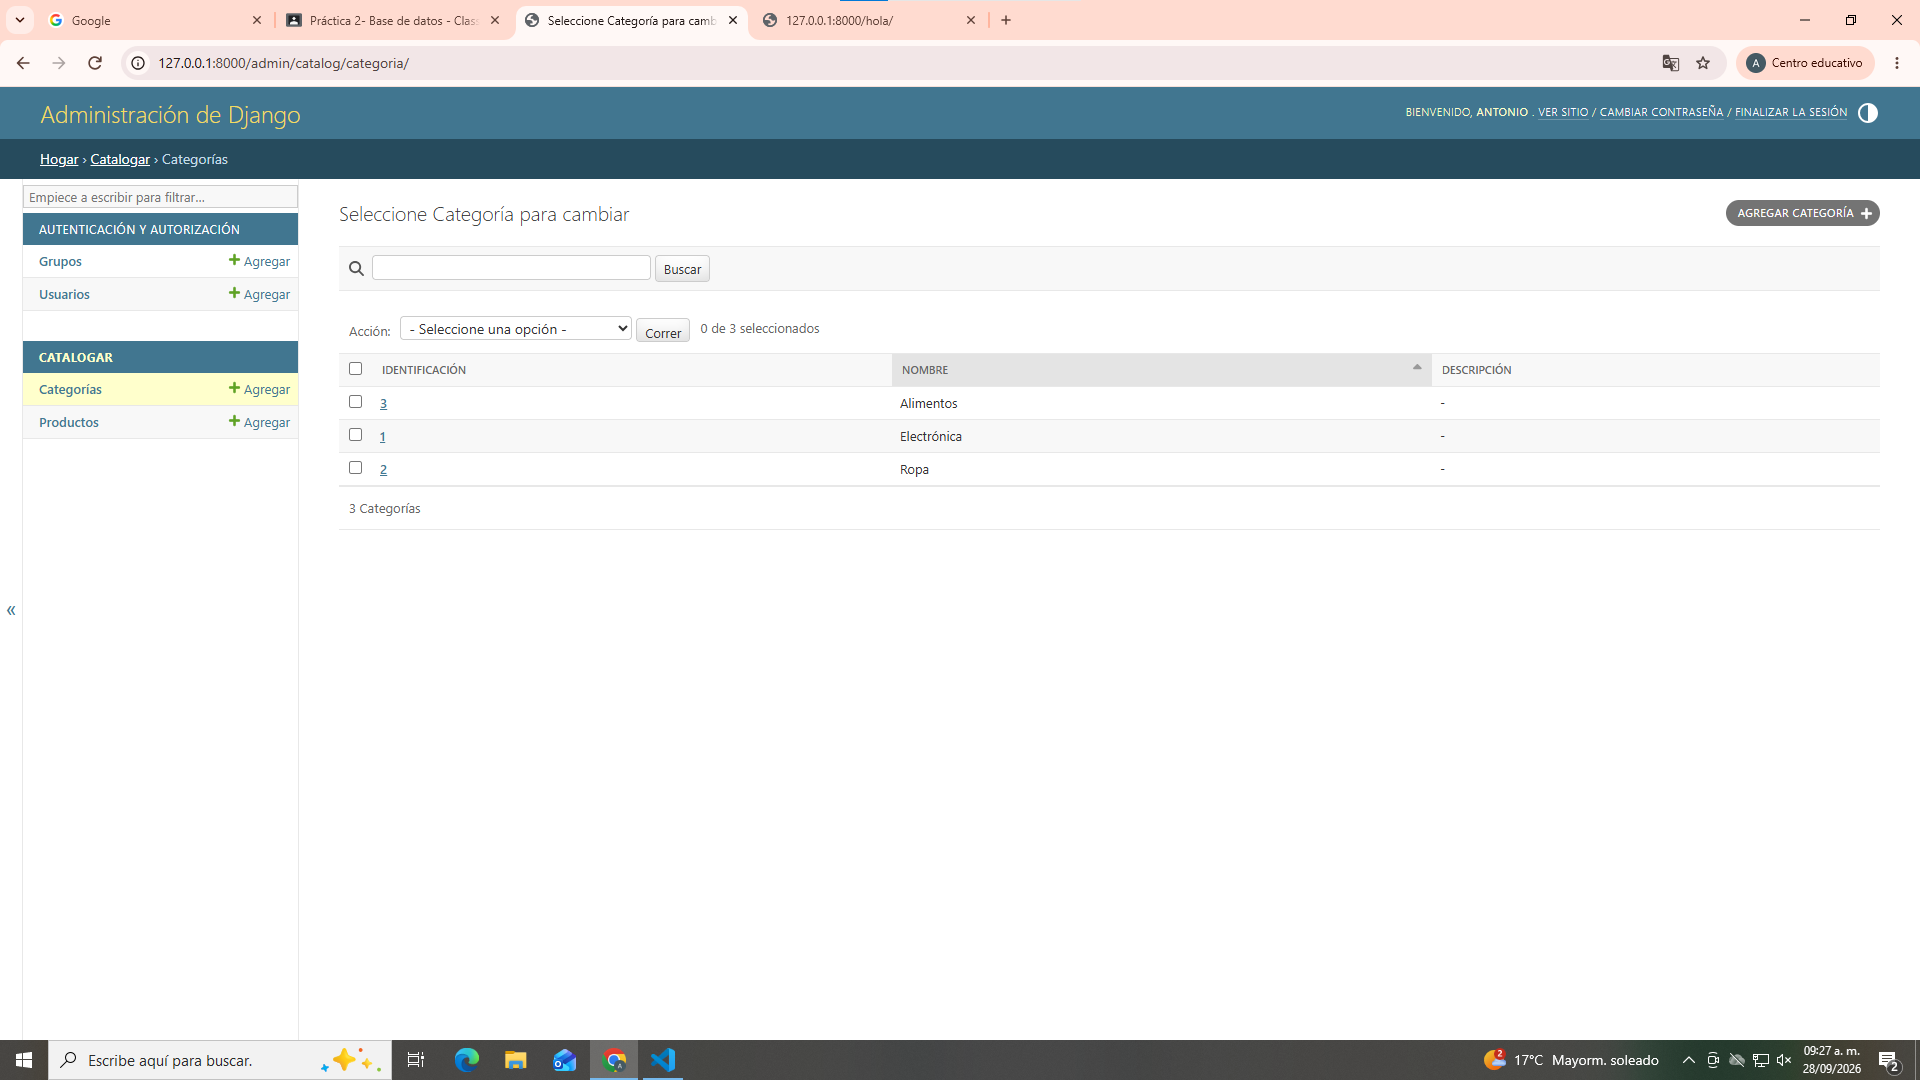 Google
Práctica 2- Base de datos - Clas
Seleccione Categoría para camb
127.0.0.1:8000/hola/
127.0.0.1:8000/admin/catalog/categoria/
A
Centro educativo
Administración de Django
BIENVENIDO, ANTONIO . VER SITIO / CAMBIAR CONTRASEÑA / FINALIZAR LA SESIÓN
Hogar › Catalogar › Categorías
Empiece a escribir para filtrar...
AUTENTICACIÓN Y AUTORIZACIÓN
Grupos + Agregar
Usuarios + Agregar
CATALOGAR
Categorías + Agregar
Productos + Agregar
«
Seleccione Categoría para cambiar
AGREGAR CATEGORÍA +
Buscar
Acción: - Seleccione una opción - Correr 0 de 3 seleccionados
IDENTIFICACIÓN NOMBRE DESCRIPCIÓN
3 Alimentos -
1 Electrónica -
2 Ropa -
3 Categorías
Escribe aquí para buscar.
2
17°C Mayorm. soleado
09:27 a. m.
28/09/2026
2